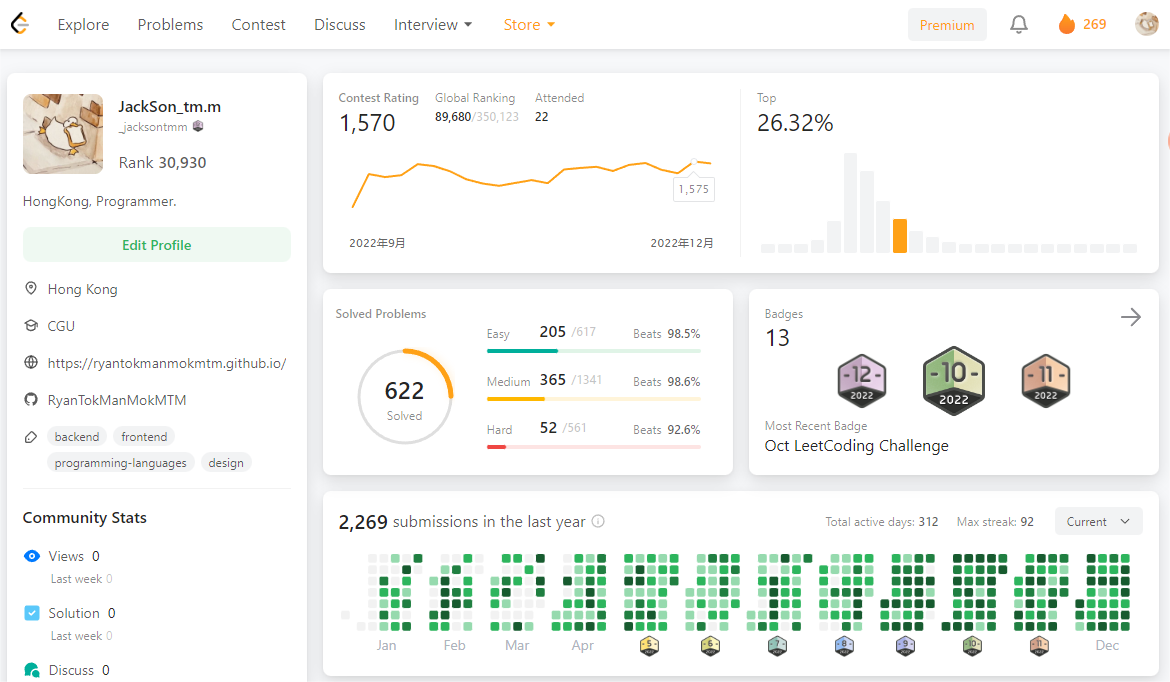 Explore Problems Contest Discuss Interview Store Premium 269
JackSon_tm.m
_jacksontmm
Rank 30,930
HongKong, Programmer.
Edit Profile
Hong Kong
CGU
https://ryantokmanmokmtm.github.io/
RyanTokManMokMTM
backend frontend
programming-languages design
Community Stats
Views 0
Last week 0
Solution 0
Last week 0
Discuss 0
Contest Rating Global Ranking Attended
1,570 89,680/350,123 22
1,575
2022年9月 2022年12月
Top
26.32%
Solved Problems
622
Solved
Easy 205 /617 Beats 98.5%
Medium 365 /1341 Beats 98.6%
Hard 52 /561 Beats 92.6%
Badges
13
-12- 2022
-10- 2022
-11- 2022
Most Recent Badge
Oct LeetCoding Challenge
2,269 submissions in the last year Total active days: 312 Max streak: 92 Current
Jan Feb Mar Apr 5 6 7 8 9 10 11 Dec